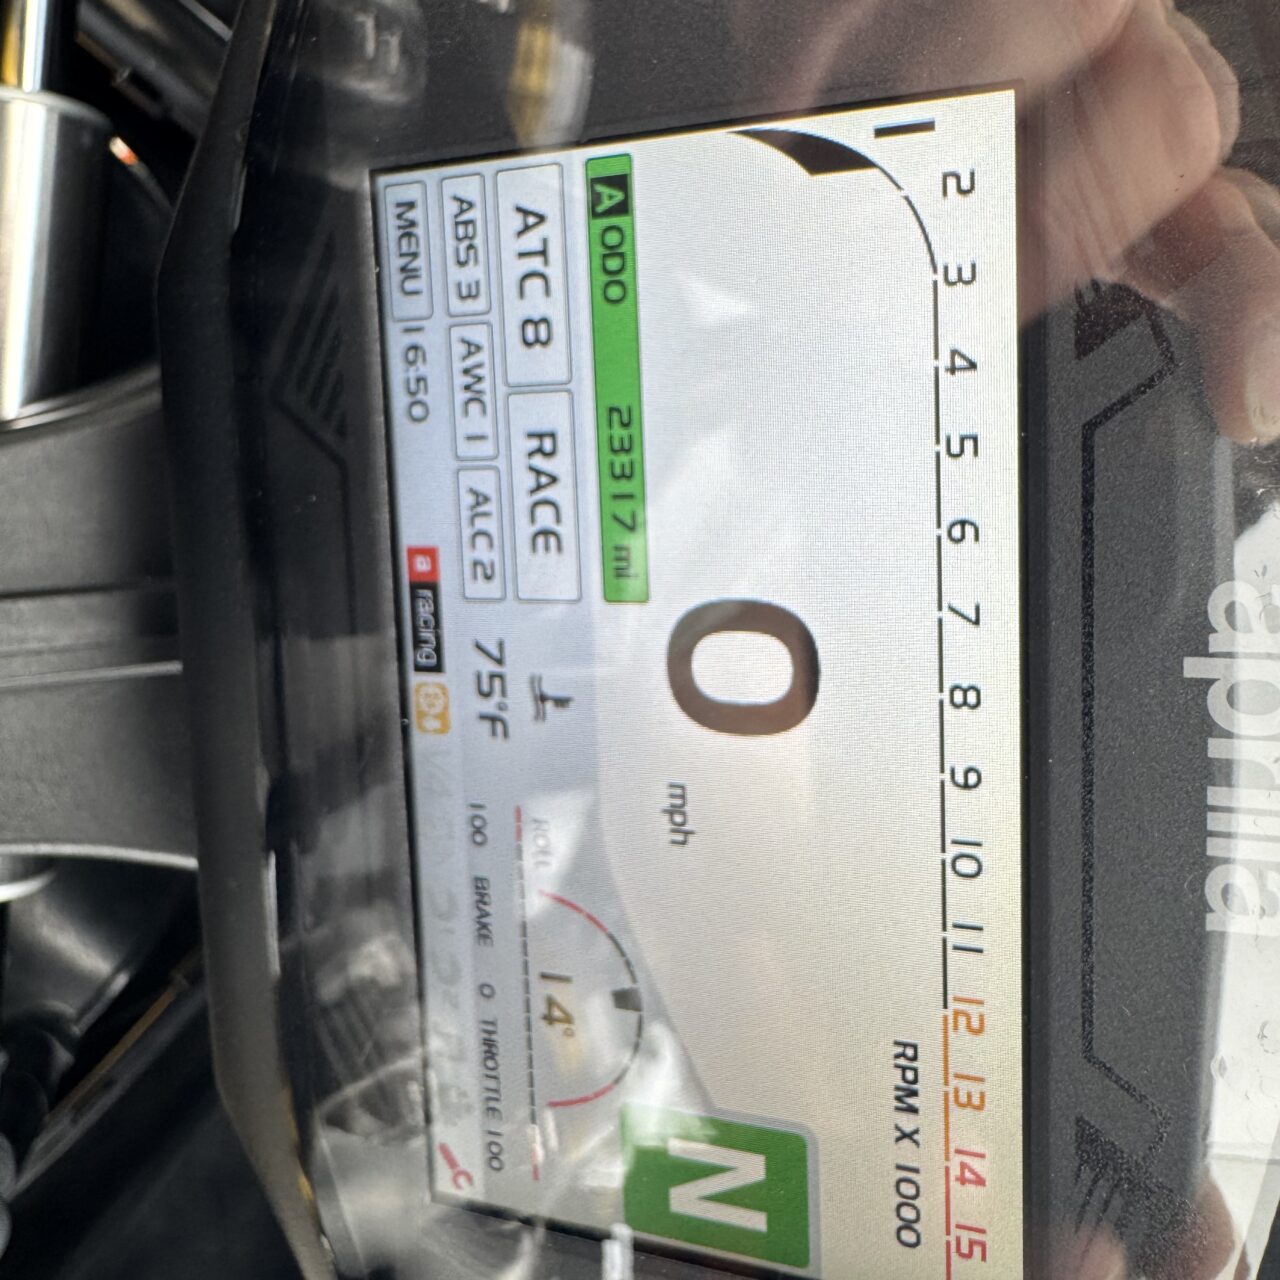 aprilia
2 3 4 5 6 7 8 9 10 11 12 13 14 15
RPM X 1000
0 mph
N
A ODO 23317 mi
ATC 8 RACE
ABS 3 AWC 1 ALC 2
MENU 16:50
75°F
a racing
ROLL
14°
100 BRAKE 0 THROTTLE 100